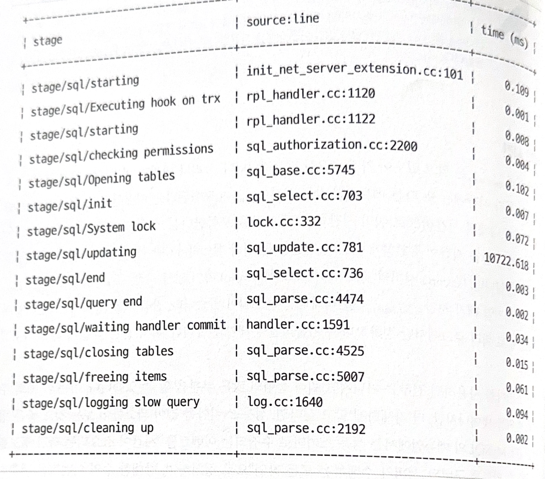 | stage | source:line | time (ms) |
| stage/sql/starting | init_net_server_extension.cc:101 | 0.109 |
| stage/sql/Executing hook on trx | rpl_handler.cc:1120 | 0.001 |
| stage/sql/starting | rpl_handler.cc:1122 | 0.008 |
| stage/sql/checking permissions | sql_authorization.cc:2200 | 0.004 |
| stage/sql/Opening tables | sql_base.cc:5745 | 0.102 |
| stage/sql/init | sql_select.cc:703 | 0.007 |
| stage/sql/System lock | lock.cc:332 | 0.072 |
| stage/sql/updating | sql_update.cc:781 | 10722.618 |
| stage/sql/end | sql_select.cc:736 | 0.003 |
| stage/sql/query end | sql_parse.cc:4474 | 0.002 |
| stage/sql/waiting handler commit | handler.cc:1591 | 0.034 |
| stage/sql/closing tables | sql_parse.cc:4525 | 0.015 |
| stage/sql/freeing items | sql_parse.cc:5007 | 0.061 |
| stage/sql/logging slow query | log.cc:1640 | 0.094 |
| stage/sql/cleaning up | sql_parse.cc:2192 | 0.002 |